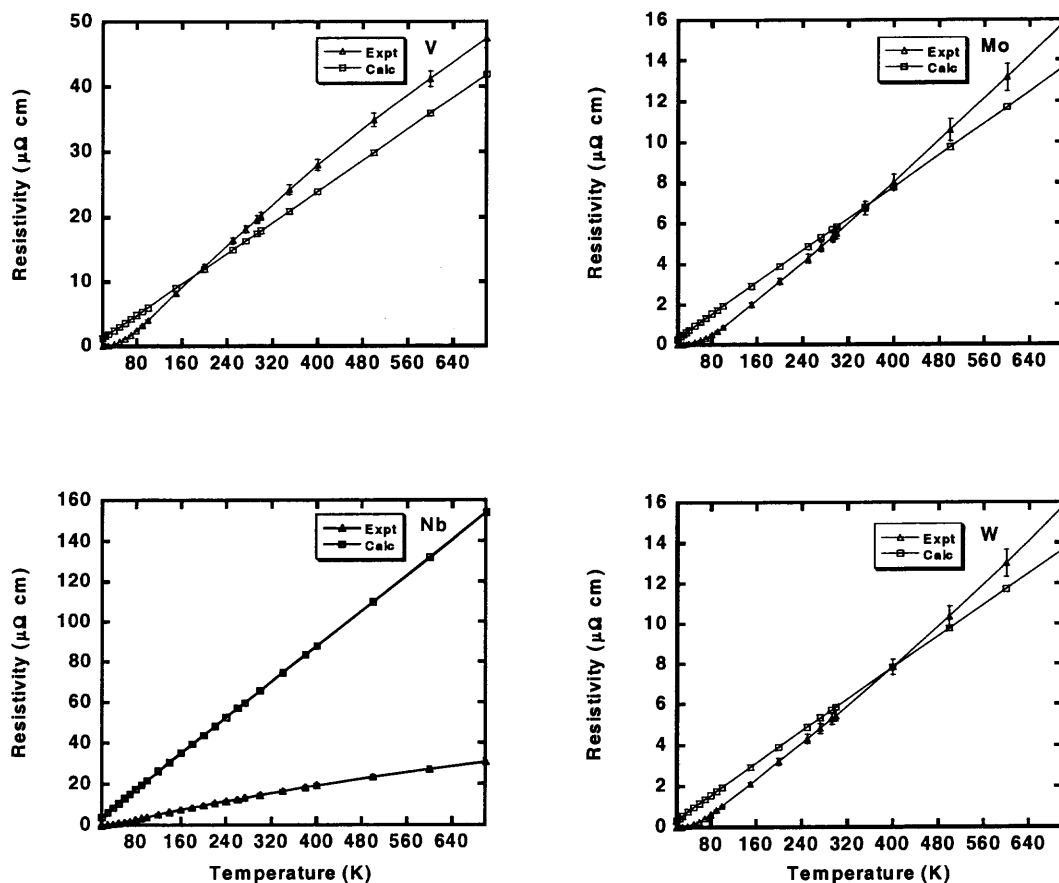 50
40
30
20
10
0
Resistivity (μΩ cm)
Expt
Calc
V
80 160 240 320 400 480 560 640
16
14
12
10
8
6
4
2
0
Resistivity (μΩ cm)
Expt
Calc
Mo
80 160 240 320 400 480 560 640
160
140
120
100
80
60
40
20
0
Resistivity (μΩ cm)
Expt
Calc
Nb
80 160 240 320 400 480 560 640
Temperature (K)
16
14
12
10
8
6
4
2
0
Resistivity (μΩ cm)
Expt
Calc
W
80 160 240 320 400 480 560 640
Temperature (K)